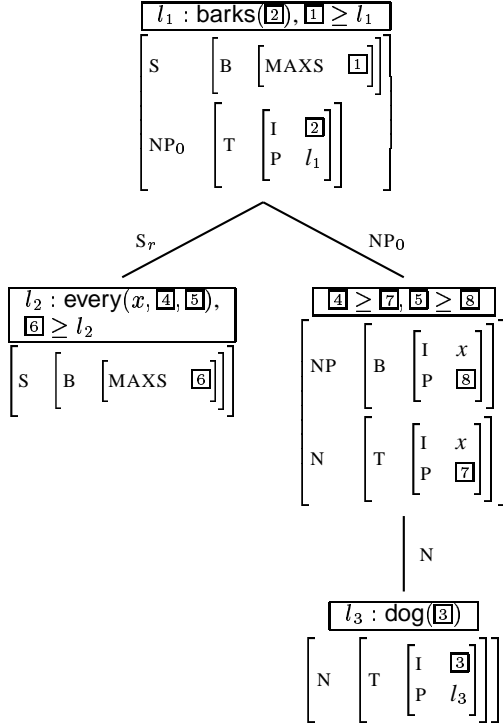 l₁ : barks(2), 1 ≥ l₁
S B MAXS 1
NP₀ T I 2
P l₁
Sᵣ NP₀
l₂ : every(x, 4, 5),
6 ≥ l₂
S B MAXS 6
4 ≥ 7, 5 ≥ 8
NP B I x
P 8
N T I x
P 7
N
l₃ : dog(3)
N T I 3
P l₃